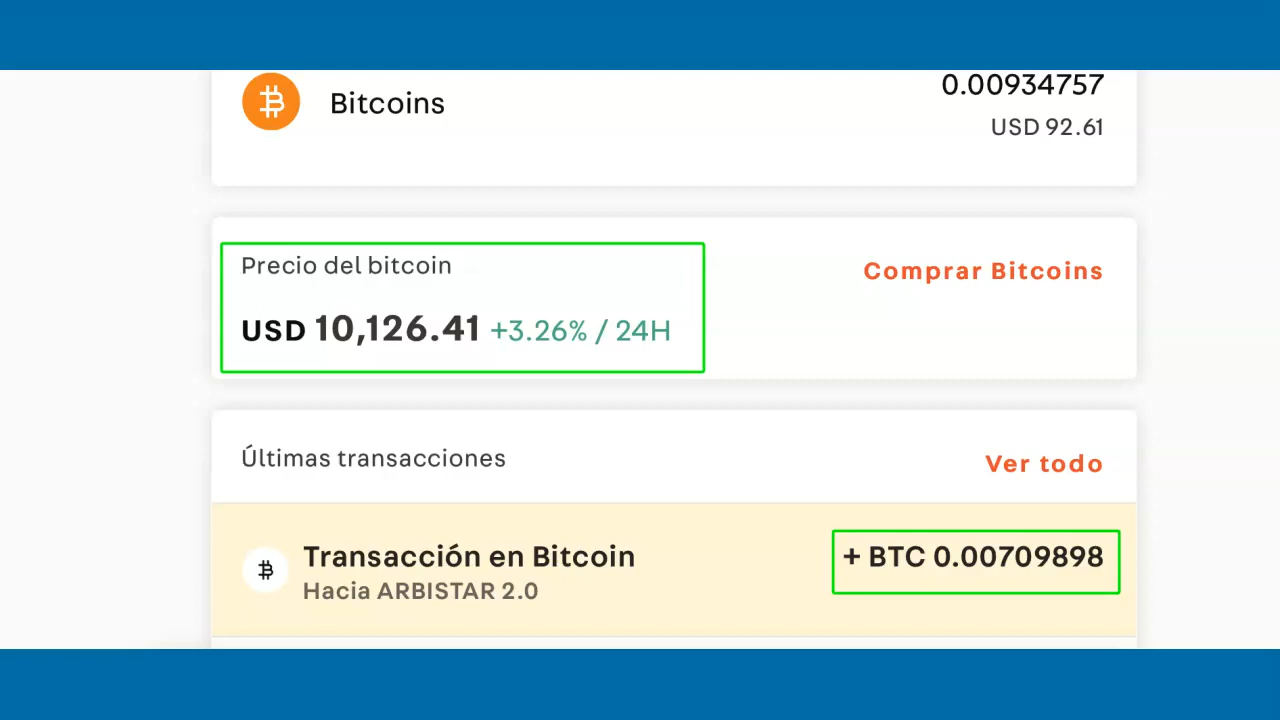 Bitcoins
0.00934757
USD 92.61
Precio del bitcoin
Comprar Bitcoins
USD 10,126.41 +3.26% / 24H
Últimas transacciones
Ver todo
Transacción en Bitcoin
+ BTC 0.00709898
Hacia ARBISTAR 2.0